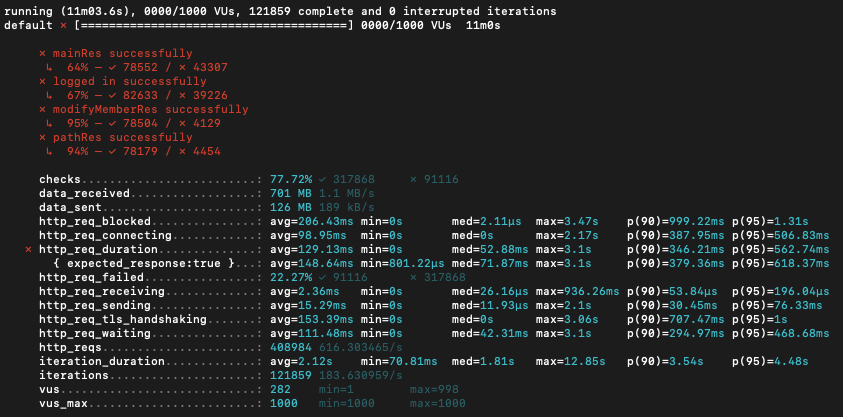 running (11m03.6s), 0000/1000 VUs, 121859 complete and 0 interrupted iterations
default ✗ [======================================] 0000/1000 VUs  11m0s
✗ mainRes successfully
↳  64% — ✓ 78552 / ✗ 43307
✗ logged in successfully
↳  67% — ✓ 82633 / ✗ 39226
✗ modifyMemberRes successfully
↳  95% — ✓ 78504 / ✗ 4129
✗ pathRes successfully
↳  94% — ✓ 78179 / ✗ 4454
checks.........................: 77.72% ✓ 317868     ✗ 91116
data_received..................: 701 MB 1.1 MB/s
data_sent......................: 126 MB 189 kB/s
http_req_blocked...............: avg=206.43ms min=0s       med=2.11µs  max=3.47s    p(90)=999.22ms p(95)=1.31s
http_req_connecting............: avg=98.95ms  min=0s       med=0s      max=2.17s    p(90)=387.95ms p(95)=506.83ms
✗ http_req_duration..............: avg=129.13ms min=0s       med=52.88ms max=3.1s     p(90)=346.21ms p(95)=562.74ms
{ expected_response:true }...: avg=148.64ms min=801.22µs med=71.87ms max=3.1s     p(90)=379.36ms p(95)=618.37ms
http_req_failed................: 22.27% ✓ 91116      ✗ 317868
http_req_receiving.............: avg=2.36ms   min=0s       med=26.16µs max=936.26ms p(90)=53.84µs  p(95)=196.04µs
http_req_sending...............: avg=15.29ms  min=0s       med=11.93µs max=2.1s     p(90)=30.45ms  p(95)=76.33ms
http_req_tls_handshaking.......: avg=153.39ms min=0s       med=0s      max=3.06s    p(90)=707.47ms p(95)=1s
http_req_waiting...............: avg=111.48ms min=0s       med=42.31ms max=3.1s     p(90)=294.97ms p(95)=468.68ms
http_reqs......................: 408984 616.303465/s
iteration_duration.............: avg=2.12s    min=70.81ms  med=1.81s   max=12.85s   p(90)=3.54s    p(95)=4.48s
iterations.....................: 121859 183.630959/s
vus............................: 282    min=1        max=998
vus_max........................: 1000   min=1000     max=1000